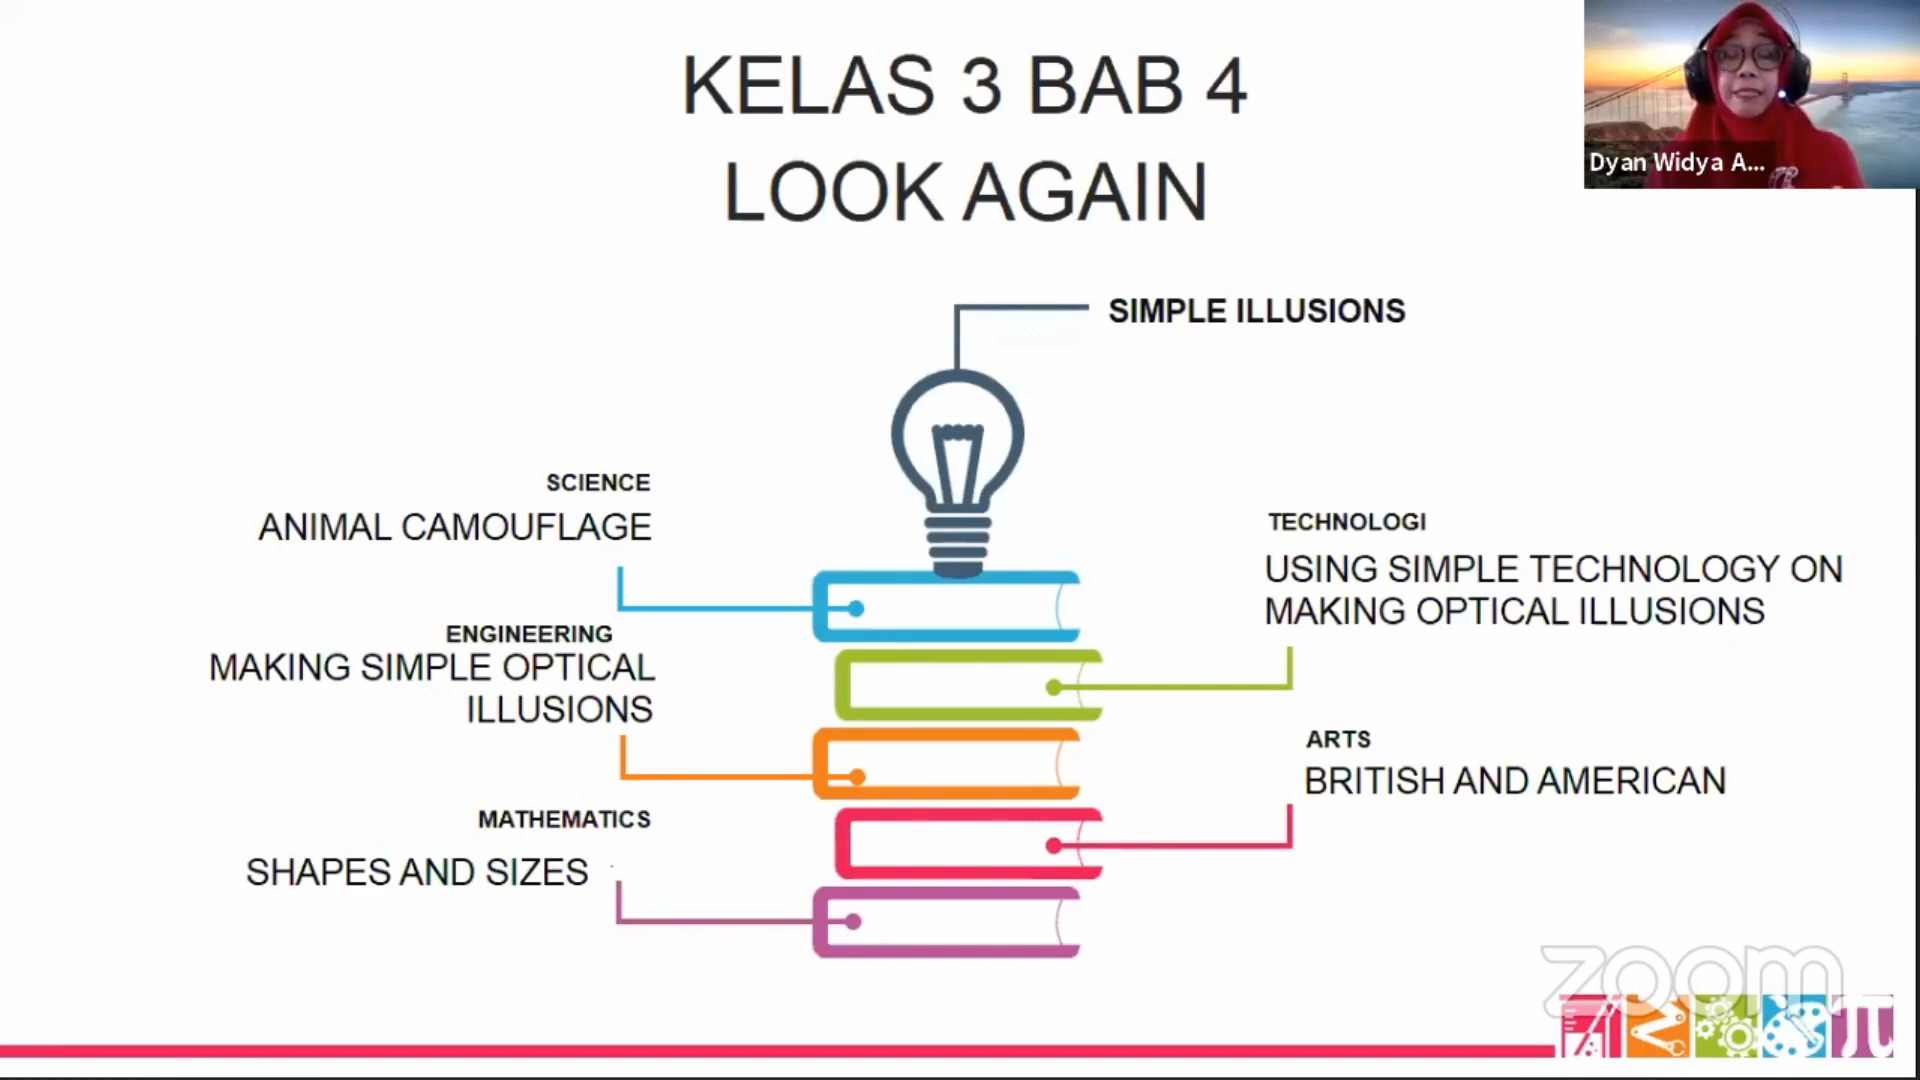 KELAS 3 BAB 4
LOOK AGAIN
Dyan Widya A...
SIMPLE ILLUSIONS
SCIENCE
ANIMAL CAMOUFLAGE
TECHNOLOGI
USING SIMPLE TECHNOLOGY ON
MAKING OPTICAL ILLUSIONS
ENGINEERING
MAKING SIMPLE OPTICAL
ILLUSIONS
ARTS
BRITISH AND AMERICAN
MATHEMATICS
SHAPES AND SIZES
zoom
π